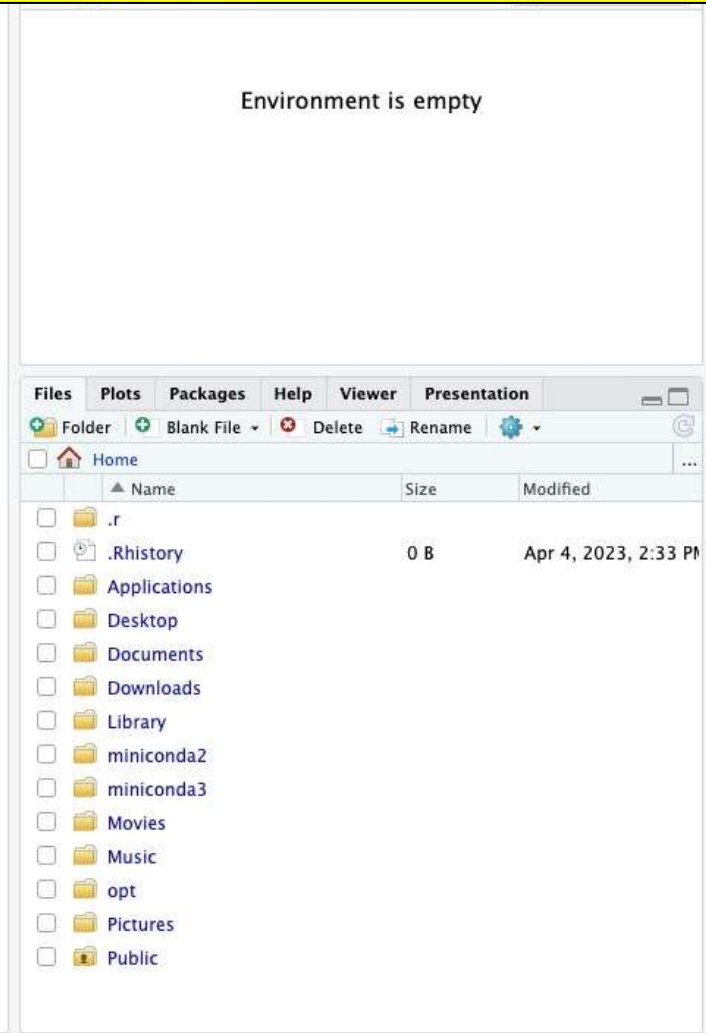 Environment is empty
Files Plots Packages Help Viewer Presentation
Folder Blank File Delete Rename
Home ...
Name Size Modified
.r
.Rhistory 0 B Apr 4, 2023, 2:33 PM
Applications
Desktop
Documents
Downloads
Library
miniconda2
miniconda3
Movies
Music
opt
Pictures
Public